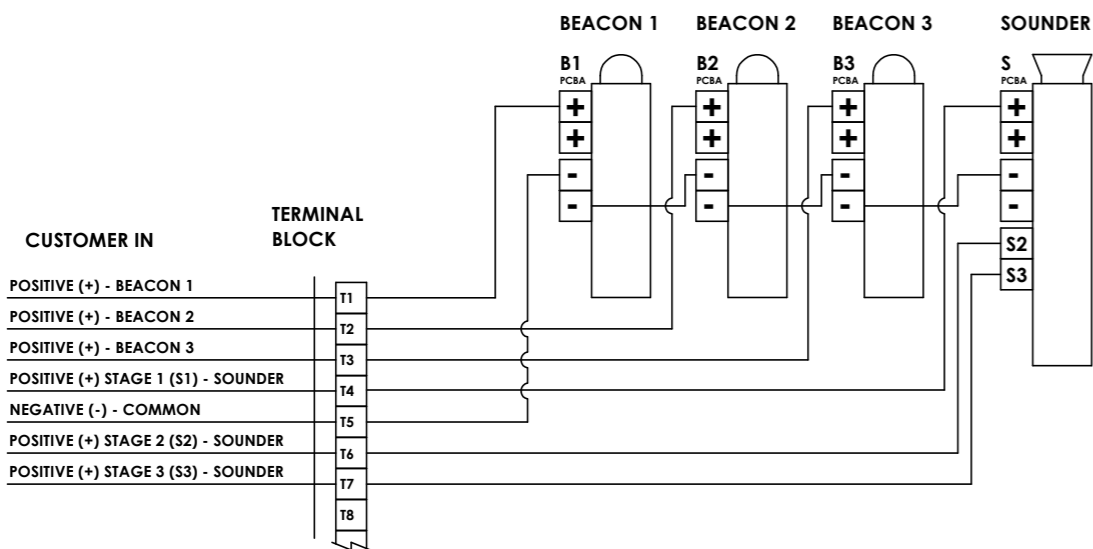 BEACON 1 BEACON 2 BEACON 3 SOUNDER
B1 B2 B3 S
PCBA PCBA PCBA PCBA
+ + + +
+ + + +
- - - -
- - - -
TERMINAL
BLOCK
CUSTOMER IN
S2
S3
POSITIVE (+) - BEACON 1 T1
POSITIVE (+) - BEACON 2 T2
POSITIVE (+) - BEACON 3 T3
POSITIVE (+) STAGE 1 (S1) - SOUNDER T4
NEGATIVE (-) - COMMON T5
POSITIVE (+) STAGE 2 (S2) - SOUNDER T6
POSITIVE (+) STAGE 3 (S3) - SOUNDER T7
T8